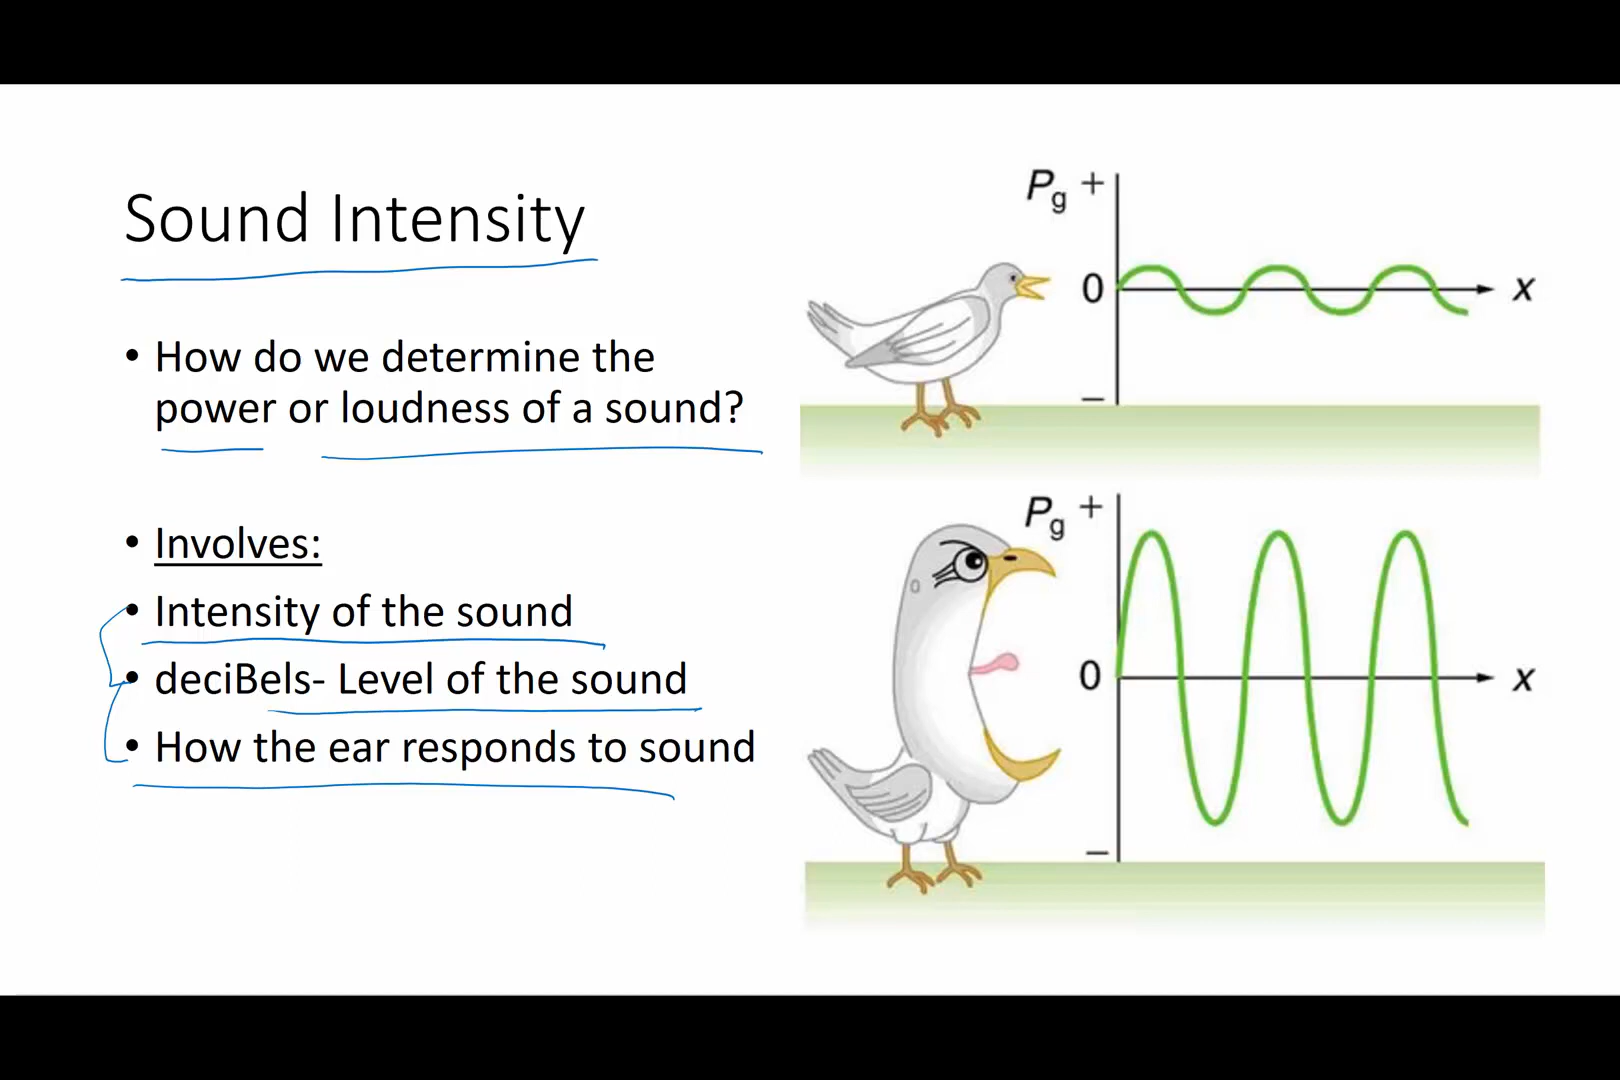 Sound Intensity
• How do we determine the
power or loudness of a sound?
• Involves:
• Intensity of the sound
• deciBels- Level of the sound
• How the ear responds to sound
Pg +
0
x
–
Pg +
0
x
–